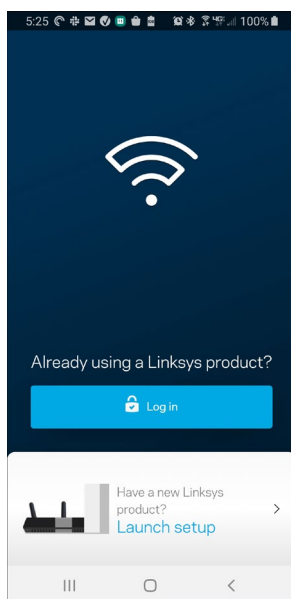 5:25 100%
Already using a Linksys product?
Log in
Have a new Linksys
product?
Launch setup